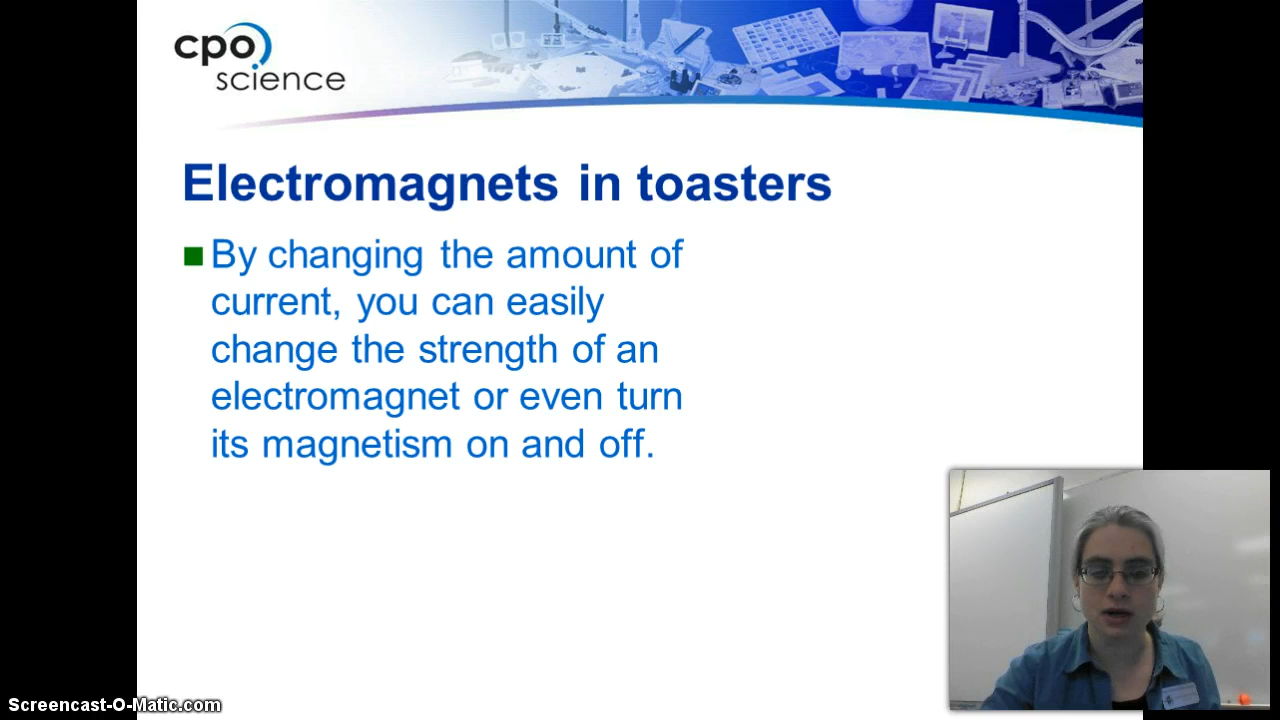 cpo
science
Electromagnets in toasters
By changing the amount of
current, you can easily
change the strength of an
electromagnet or even turn
its magnetism on and off.
Screencast-O-Matic.com